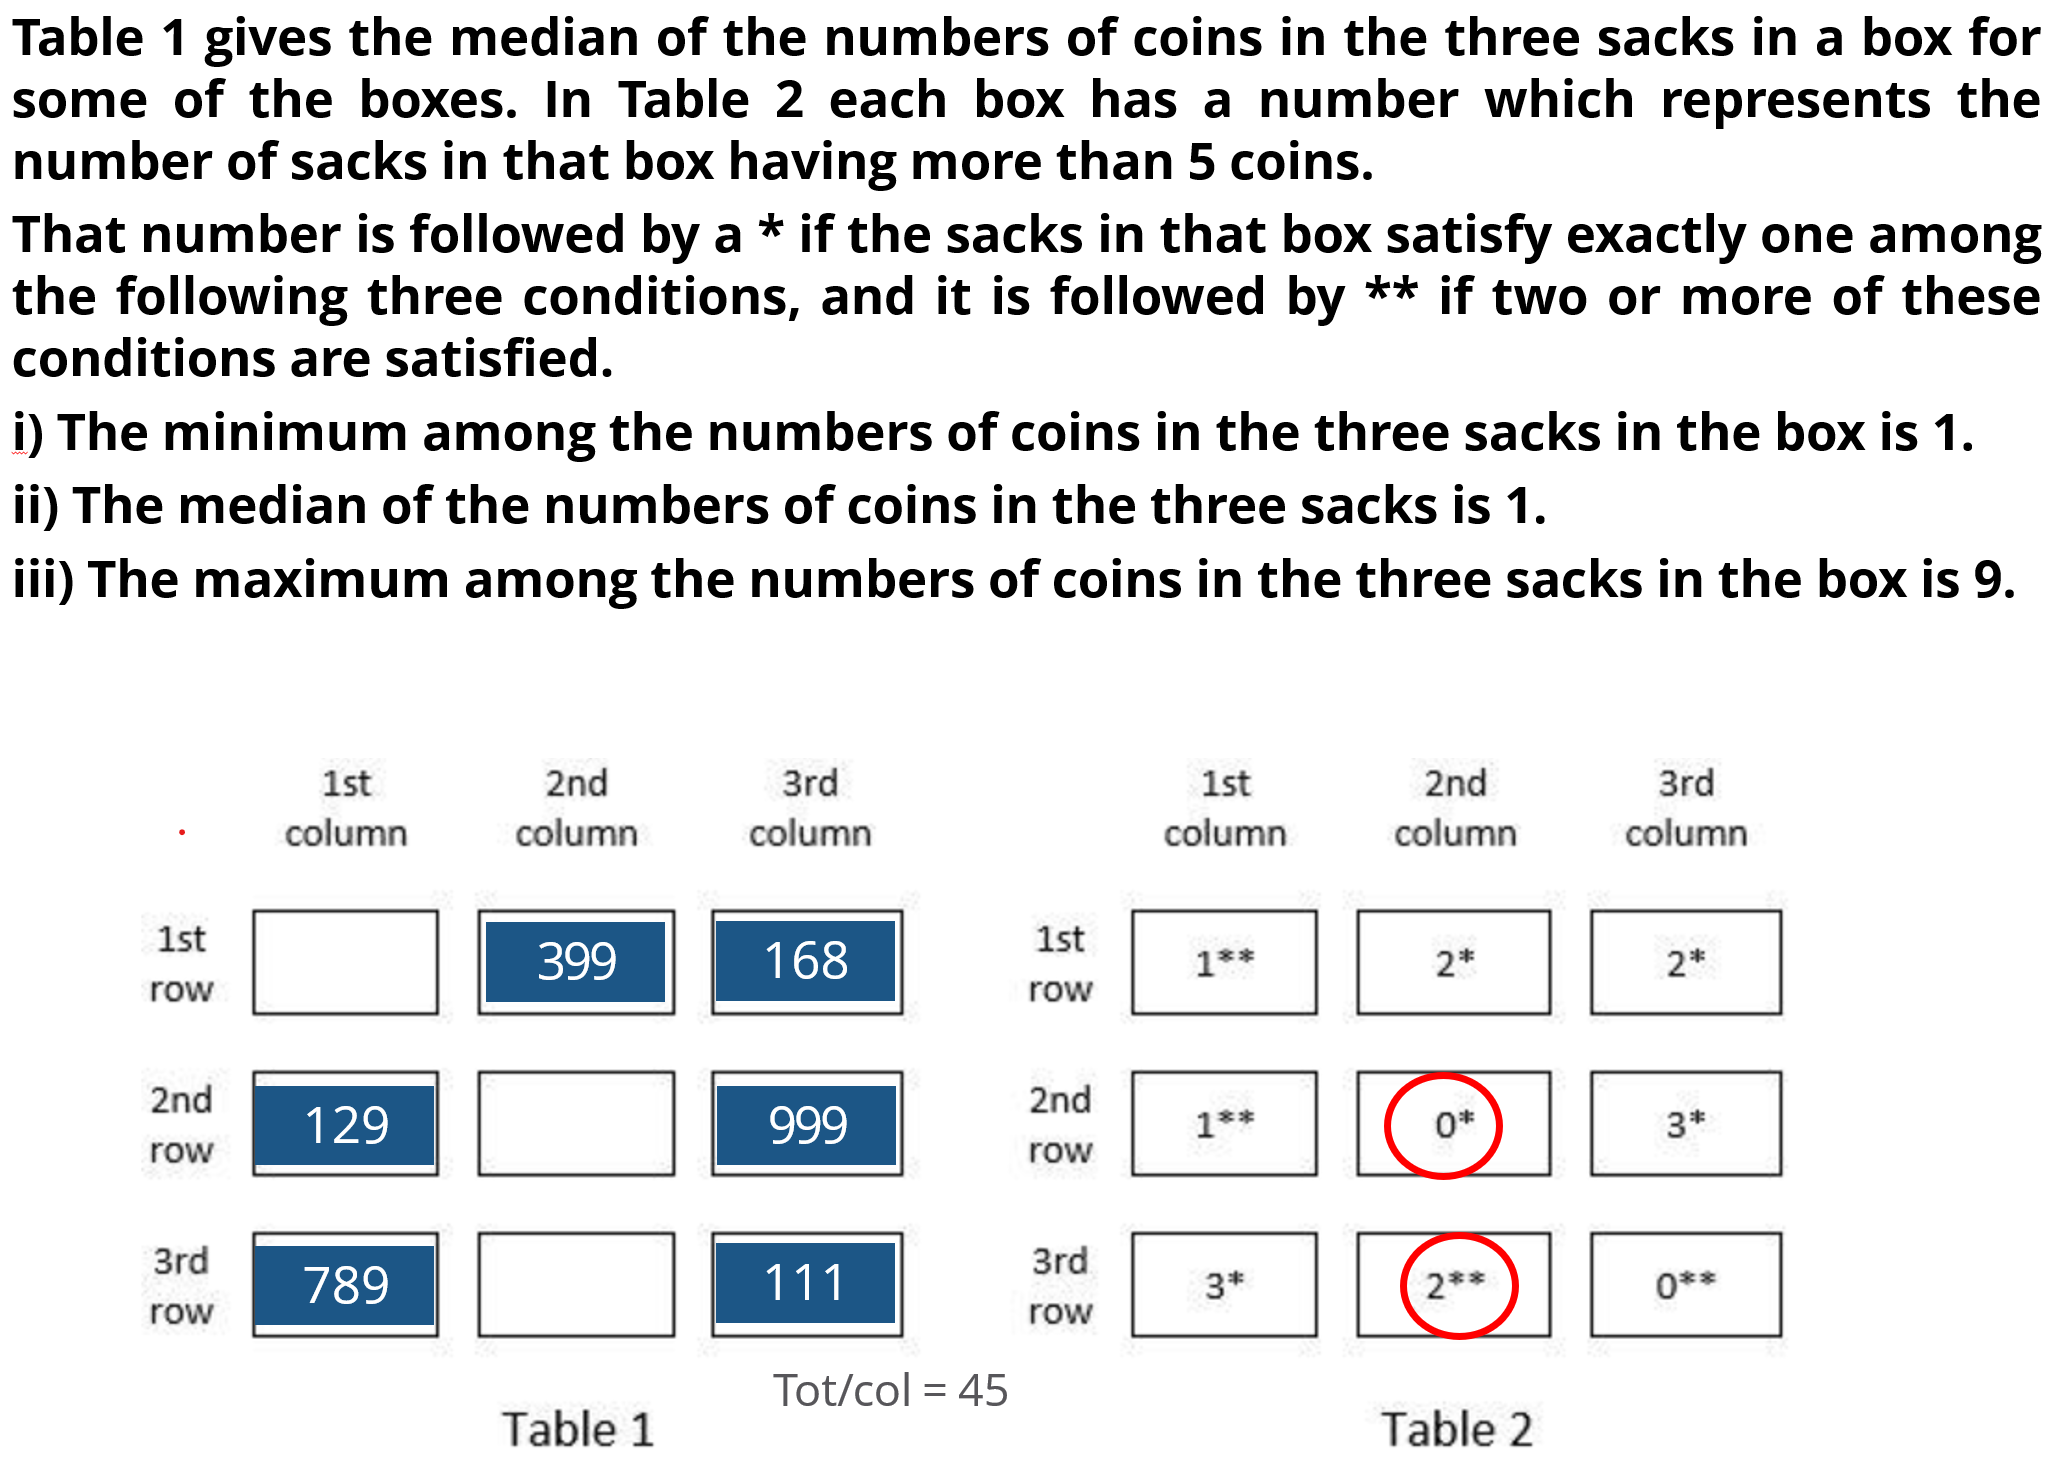 Table 1 gives the median of the numbers of coins in the three sacks in a box for
some of the boxes. In Table 2 each box has a number which represents the
number of sacks in that box having more than 5 coins.
That number is followed by a * if the sacks in that box satisfy exactly one among
the following three conditions, and it is followed by ** if two or more of these
conditions are satisfied.
i) The minimum among the numbers of coins in the three sacks in the box is 1.
ii) The median of the numbers of coins in the three sacks is 1.
iii) The maximum among the numbers of coins in the three sacks in the box is 9.
1st column 2nd column 3rd column
1st row 399 168
2nd row 129 999
3rd row 789 111
Tot/col = 45
Table 1
1st column 2nd column 3rd column
1st row 1** 2* 2*
2nd row 1** 0* 3*
3rd row 3* 2** 0**
Table 2